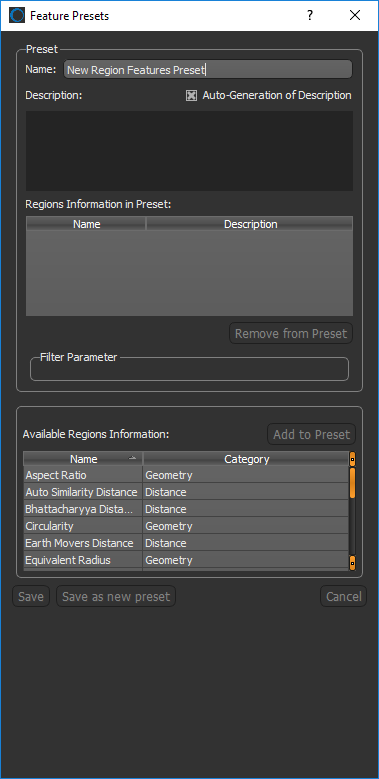 Feature Presets ?
Preset
Name: New Region Features Preset
Description: Auto-Generation of Description
Regions Information in Preset:
Name Description
Remove from Preset
Filter Parameter
Available Regions Information: Add to Preset
Name Category
Aspect Ratio Geometry
Auto Similarity Distance Distance
Bhattacharyya Dista... Distance
Circularity Geometry
Earth Movers Distance Distance
Equivalent Radius Geometry
Save Save as new preset Cancel